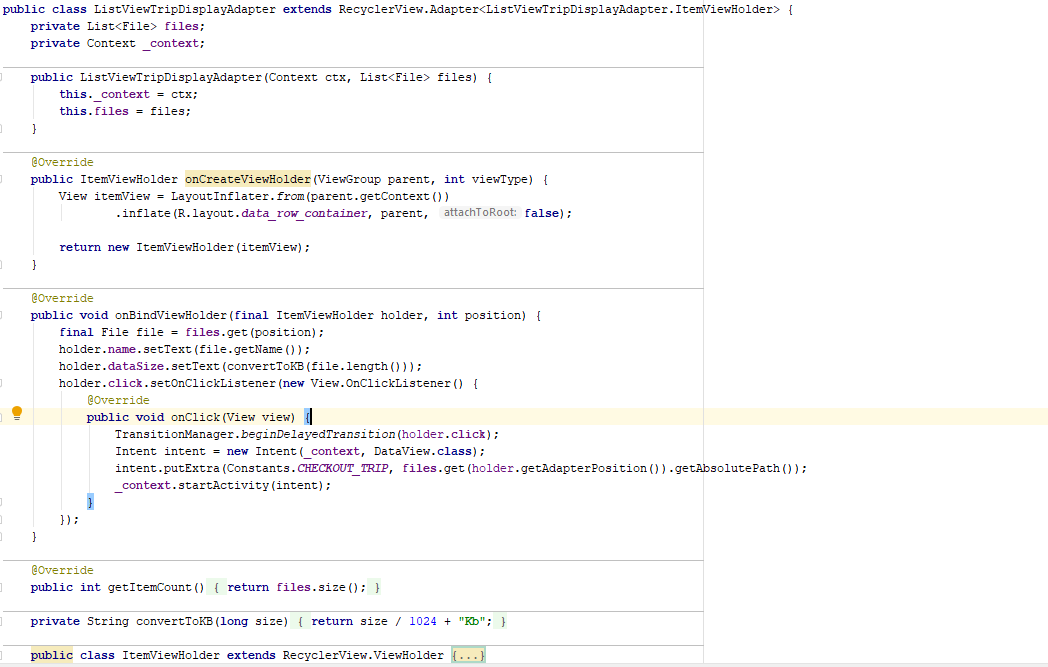 public class ListViewTripDisplayAdapter extends RecyclerView.Adapter<ListViewTripDisplayAdapter.ItemViewHolder> {
    private List<File> files;
    private Context _context;
    public ListViewTripDisplayAdapter(Context ctx, List<File> files) {
        this._context = ctx;
        this.files = files;
    }
    @Override
    public ItemViewHolder onCreateViewHolder(ViewGroup parent, int viewType) {
        View itemView = LayoutInflater.from(parent.getContext())
                .inflate(R.layout.data_row_container, parent, attachToRoot: false);
        return new ItemViewHolder(itemView);
    }
    @Override
    public void onBindViewHolder(final ItemViewHolder holder, int position) {
        final File file = files.get(position);
        holder.name.setText(file.getName());
        holder.dataSize.setText(convertToKB(file.length()));
        holder.click.setOnClickListener(new View.OnClickListener() {
            @Override
            public void onClick(View view) {
                TransitionManager.beginDelayedTransition(holder.click);
                Intent intent = new Intent(_context, DataView.class);
                intent.putExtra(Constants.CHECKOUT_TRIP, files.get(holder.getAdapterPosition()).getAbsolutePath());
                _context.startActivity(intent);
            }
        });
    }
    @Override
    public int getItemCount() { return files.size(); }
    private String convertToKB(long size) { return size / 1024 + "Kb"; }
    public class ItemViewHolder extends RecyclerView.ViewHolder {...}